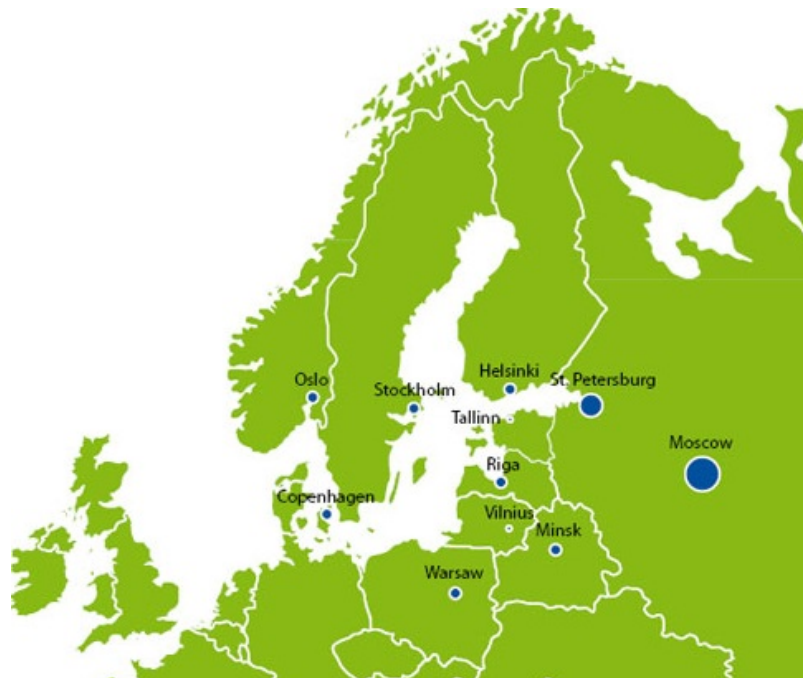 Helsinki
Oslo
St. Petersburg
Stockholm
Tallinn
Moscow
Riga
Copenhagen
Vilnius
Minsk
Warsaw